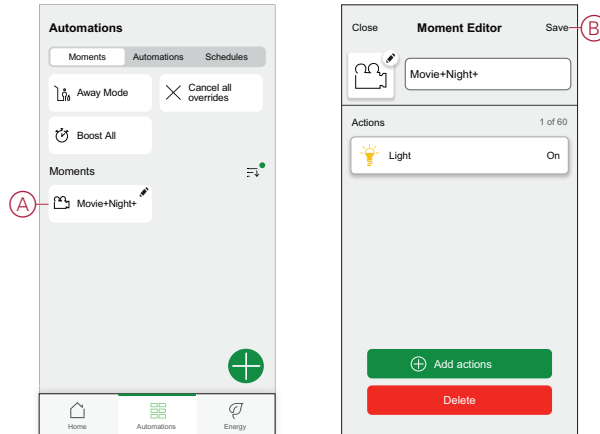 Automations
Moments Automations Schedules
Away Mode
Cancel all
overrides
Boost All
Moments
A
Movie+Night+
Home Automations Energy
Close Moment Editor Save
B
Movie+Night+
Actions 1 of 60
Light On
Add actions
Delete